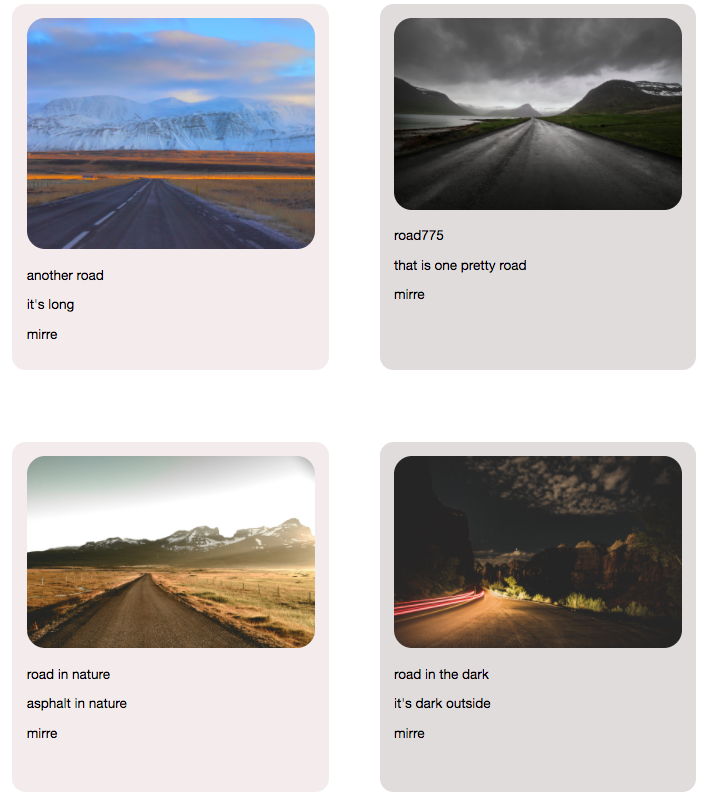 another road
it's long
mirre
road775
that is one pretty road
mirre
road in nature
asphalt in nature
mirre
road in the dark
it's dark outside
mirre